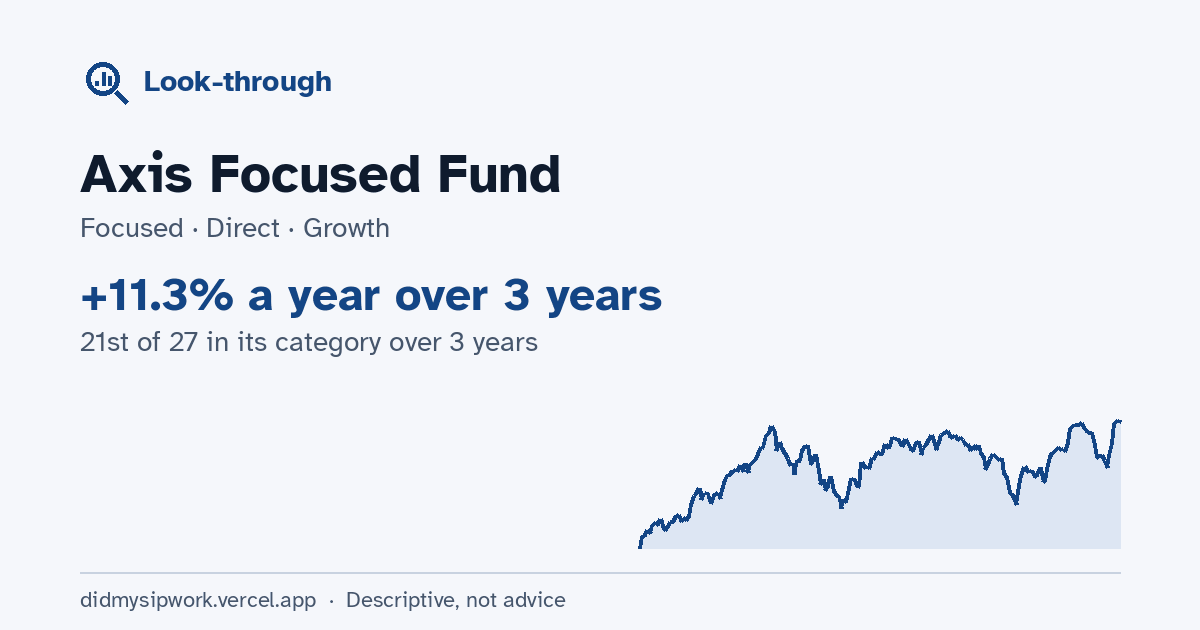 Look-through
Axis Focused Fund
Focused · Direct · Growth
+11.3% a year over 3 years
21st of 27 in its category over 3 years
didmysipwork.vercel.app · Descriptive, not advice